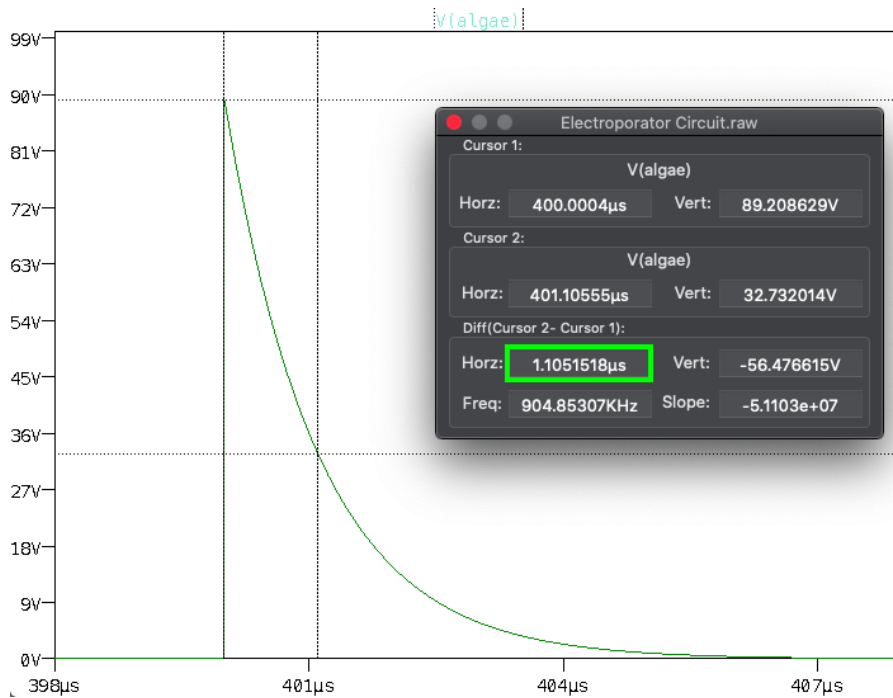 V(algae)
99V
90V
81V
72V
63V
54V
45V
36V
27V
18V
9V
0V
398µs
401µs
404µs
407µs
Electroporator Circuit.raw
Cursor 1:
V(algae)
Horz: 400.0004µs Vert: 89.208629V
Cursor 2:
V(algae)
Horz: 401.10555µs Vert: 32.732014V
Diff(Cursor 2- Cursor 1):
Horz: 1.1051518µs Vert: -56.476615V
Freq: 904.85307KHz Slope: -5.1103e+07